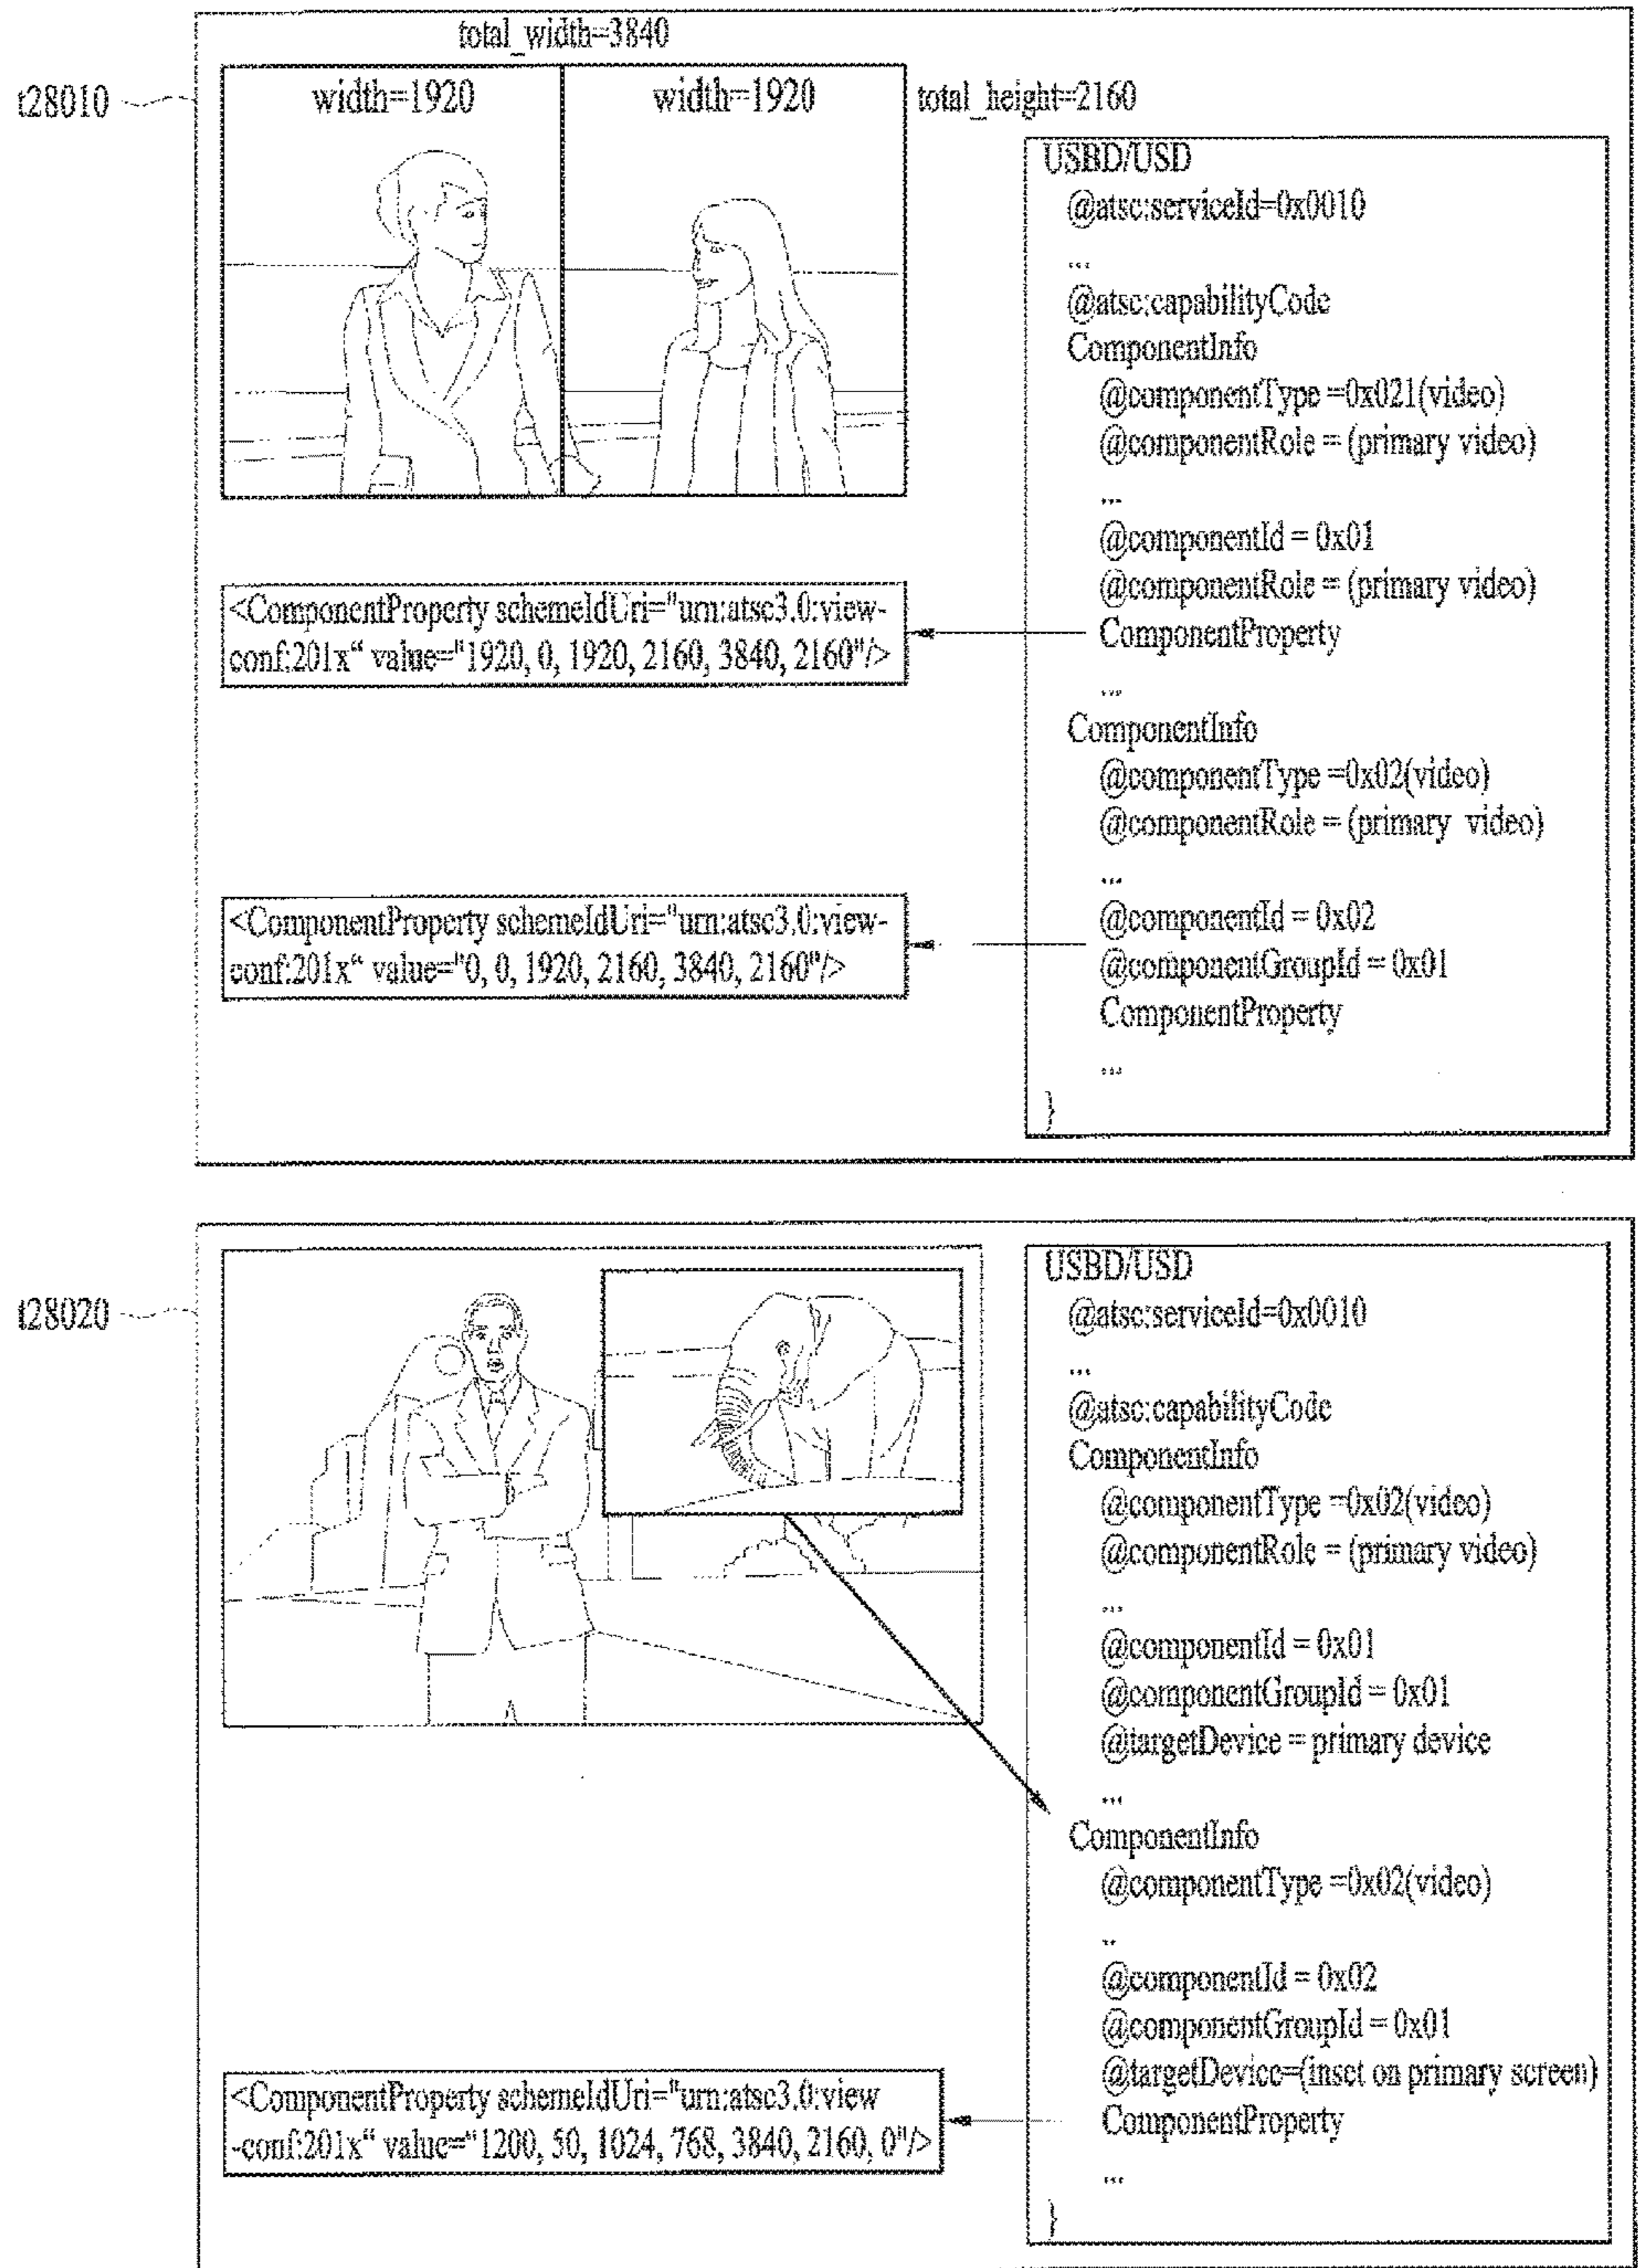 total_width=3840
t28010
width=1920
width=1920
total_height=2160
USBD/USD
@atsc:serviceId=0x0010
...
@atsc:capabilityCode
ComponentInfo
@componentType =0x021(video)
@componentRole = (primary video)
...
@componentId = 0x01
@componentRole = (primary video)
ComponentProperty
...
ComponentInfo
@componentType =0x02(video)
@componentRole = (primary video)
...
@componentId = 0x02
@componentGroupId = 0x01
ComponentProperty
...
}
<ComponentProperty schemeIdUri="urn:atsc3.0:view-
conf:201x“ value="1920, 0, 1920, 2160, 3840, 2160"/>
<ComponentProperty schemeIdUri="urn:atsc3.0:view-
conf:201x“ value="0, 0, 1920, 2160, 3840, 2160"/>
t28020
USBD/USD
@atsc:serviceId=0x0010
...
@atsc:capabilityCode
ComponentInfo
@componentType =0x02(video)
@componentRole = (primary video)
...
@componentId = 0x01
@componentGroupId = 0x01
@targetDevice = primary device
...
ComponentInfo
@componentType =0x02(video)
..
@componentId = 0x02
@componentGroupId = 0x01
@targetDevice=(inset on primary screen)
ComponentProperty
...
}
<ComponentProperty schemeIdUri="urn:atsc3.0:view
-conf:201x“ value=“1200, 50, 1024, 768, 3840, 2160, 0"/>